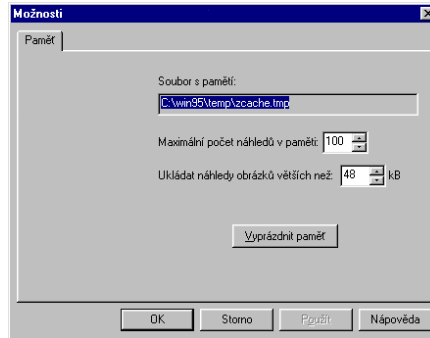 Možnosti
Paměť
Soubor s pamětí:
C:\win95\temp\zcache.tmp
Maximální počet náhledů v paměti: 100
Ukládat náhledy obrázků větších než: 48 kB
Vyprázdnit paměť
OK Storno Použít Nápověda